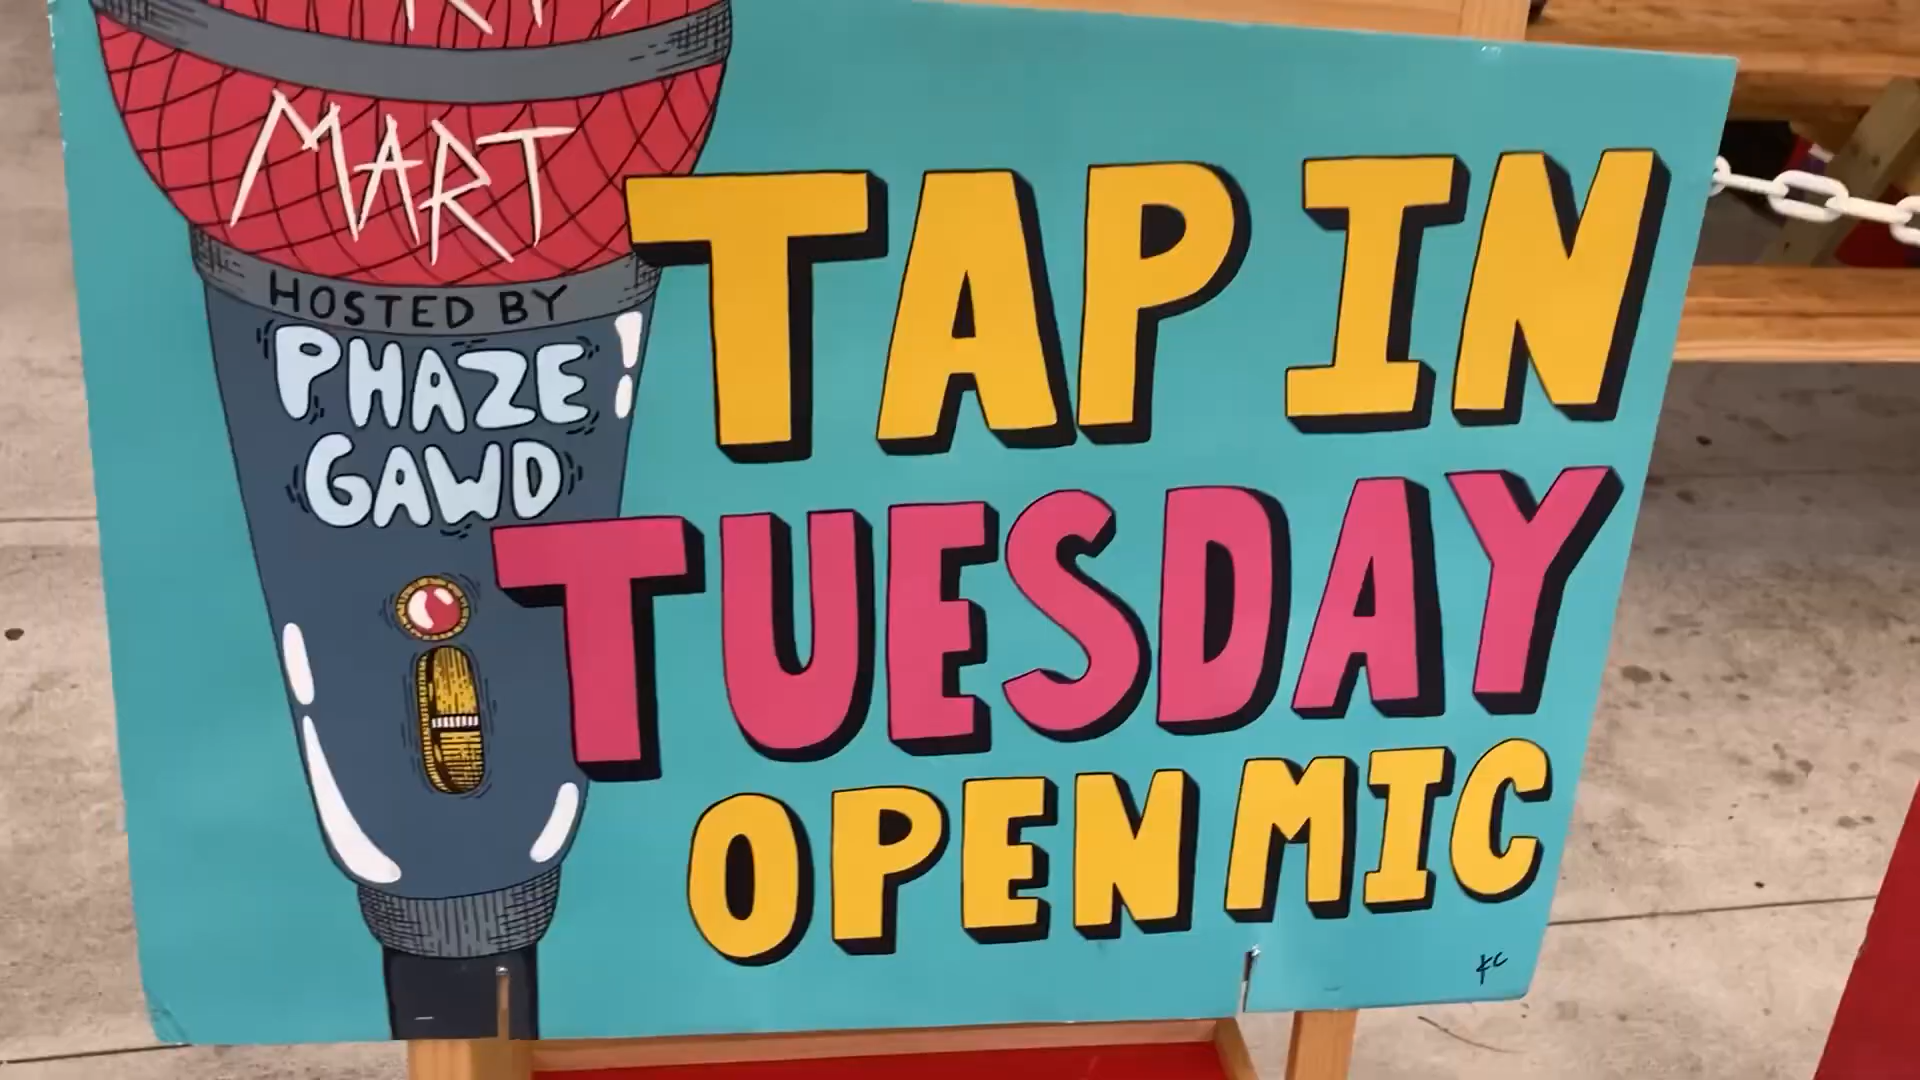 MART
HOSTED BY
PHAZE
GAWD
TAP IN
TUESDAY
OPEN MIC